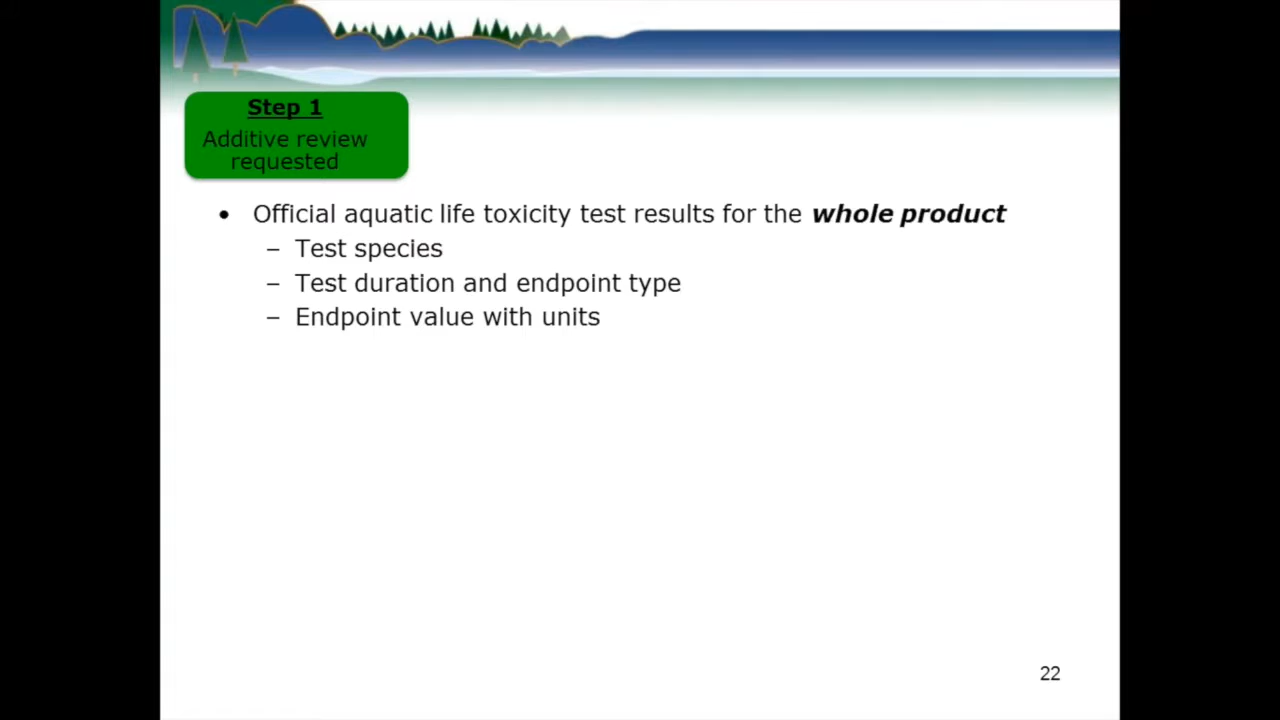 Step 1
Additive review
requested
• Official aquatic life toxicity test results for the whole product
– Test species
– Test duration and endpoint type
– Endpoint value with units
22